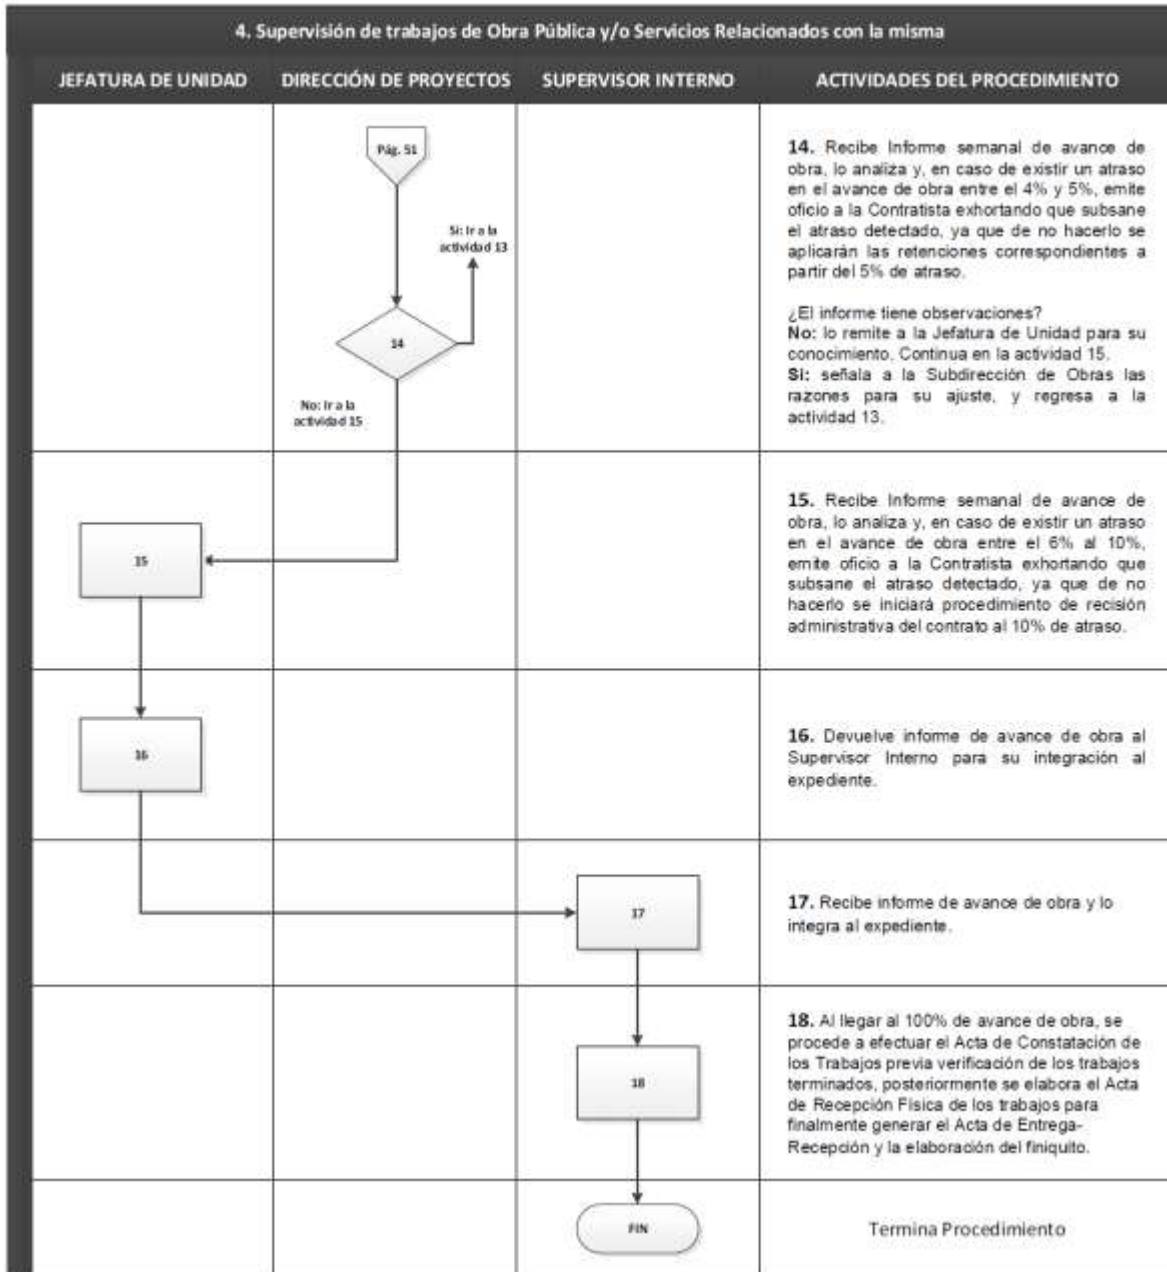 4. Supervisión de trabajos de Obra Pública y/o Servicios Relacionados con la misma
JEFATURA DE UNIDAD
DIRECCIÓN DE PROYECTOS
SUPERVISOR INTERNO
ACTIVIDADES DEL PROCEDIMIENTO
Pág. 51
Si: Ir a la
actividad 13
14
No: Ir a la
actividad 15
14. Recibe Informe semanal de avance de
obra, lo analiza y, en caso de existir un atraso
en el avance de obra entre el 4% y 5%, emite
oficio a la Contratista exhortando que subsane
el atraso detectado, ya que de no hacerlo se
aplicarán las retenciones correspondientes a
partir del 5% de atraso.
¿El informe tiene observaciones?
No: lo remite a la Jefatura de Unidad para su
conocimiento. Continua en la actividad 15.
Si: señala a la Subdirección de Obras las
razones para su ajuste, y regresa a la
actividad 13.
15
15. Recibe Informe semanal de avance de
obra, lo analiza y, en caso de existir un atraso
en el avance de obra entre el 6% al 10%,
emite oficio a la Contratista exhortando que
subsane el atraso detectado, ya que de no
hacerlo se iniciará procedimiento de recisión
administrativa del contrato al 10% de atraso.
16
16. Devuelve informe de avance de obra al
Supervisor Interno para su integración al
expediente.
17
17. Recibe informe de avance de obra y lo
integra al expediente.
18
18. Al llegar al 100% de avance de obra, se
procede a efectuar el Acta de Constatación de
los Trabajos previa verificación de los trabajos
terminados, posteriormente se elabora el Acta
de Recepción Física de los trabajos para
finalmente generar el Acta de Entrega-
Recepción y la elaboración del finiquito.
FIN
Termina Procedimiento